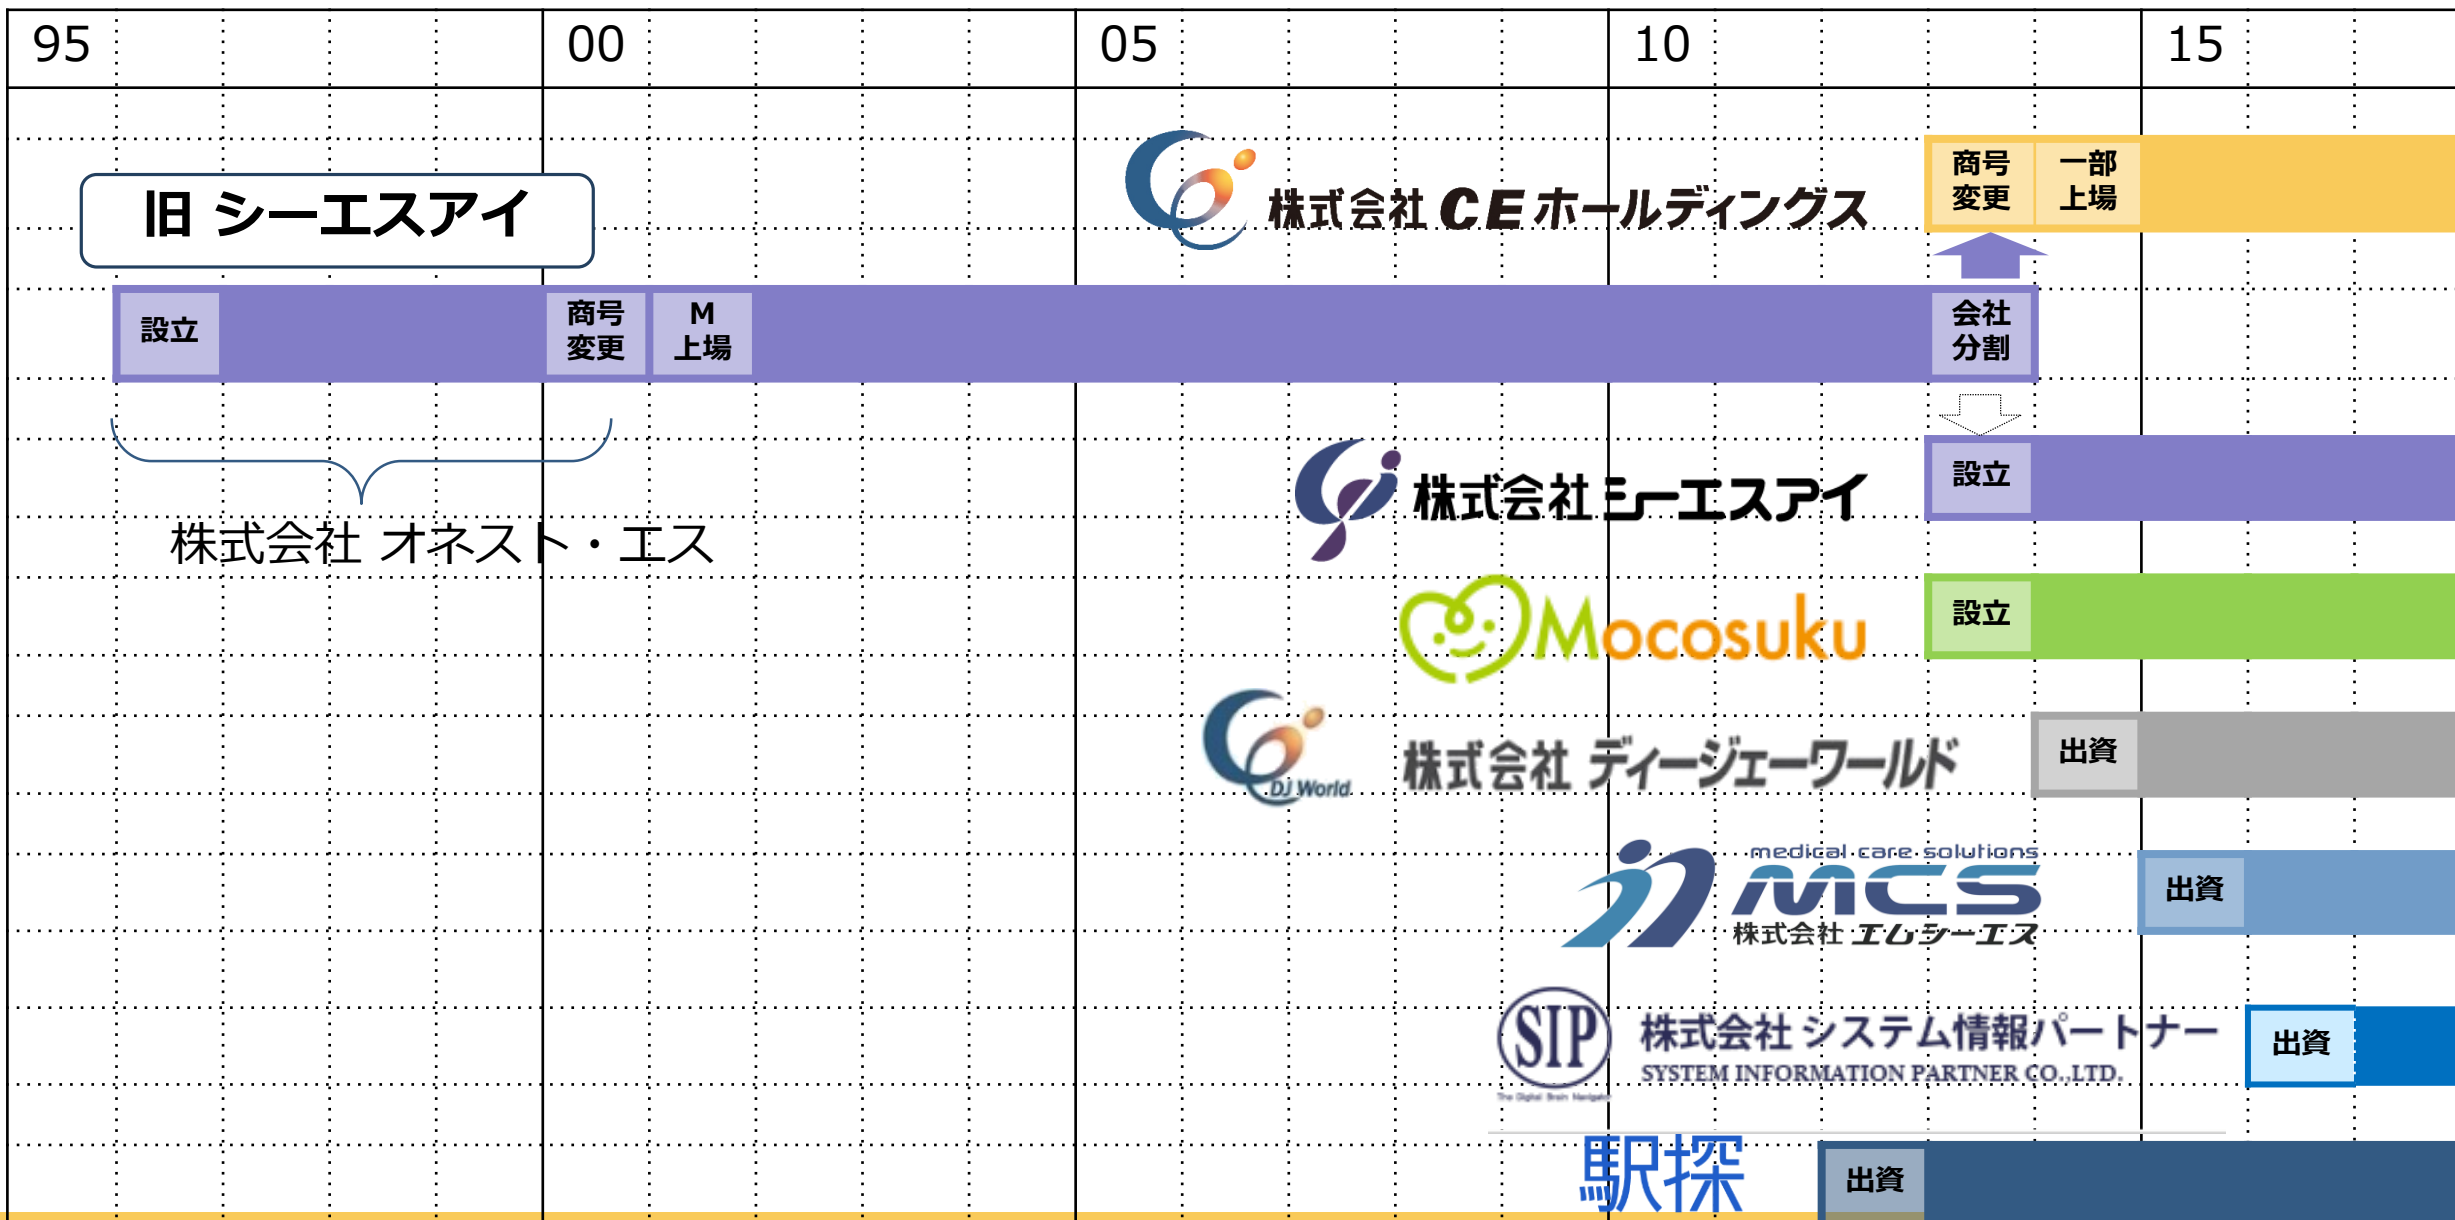 95 00 05 10 15
旧 シーエスアイ
株式会社 CEホールディングス
商号
変更
一部
上場
設立
商号
変更
M
上場
会社
分割
株式会社 オネスト・エス
株式会社 シーエスアイ
設立
Mocosuku
設立
DJ World
株式会社 ディージェーワールド
出資
medical care solutions
MCS
株式会社 エムシーエス
出資
SIP
The Digital Brain Navigator
株式会社 システム情報パートナー
SYSTEM INFORMATION PARTNER CO.,LTD.
出資
駅探
出資